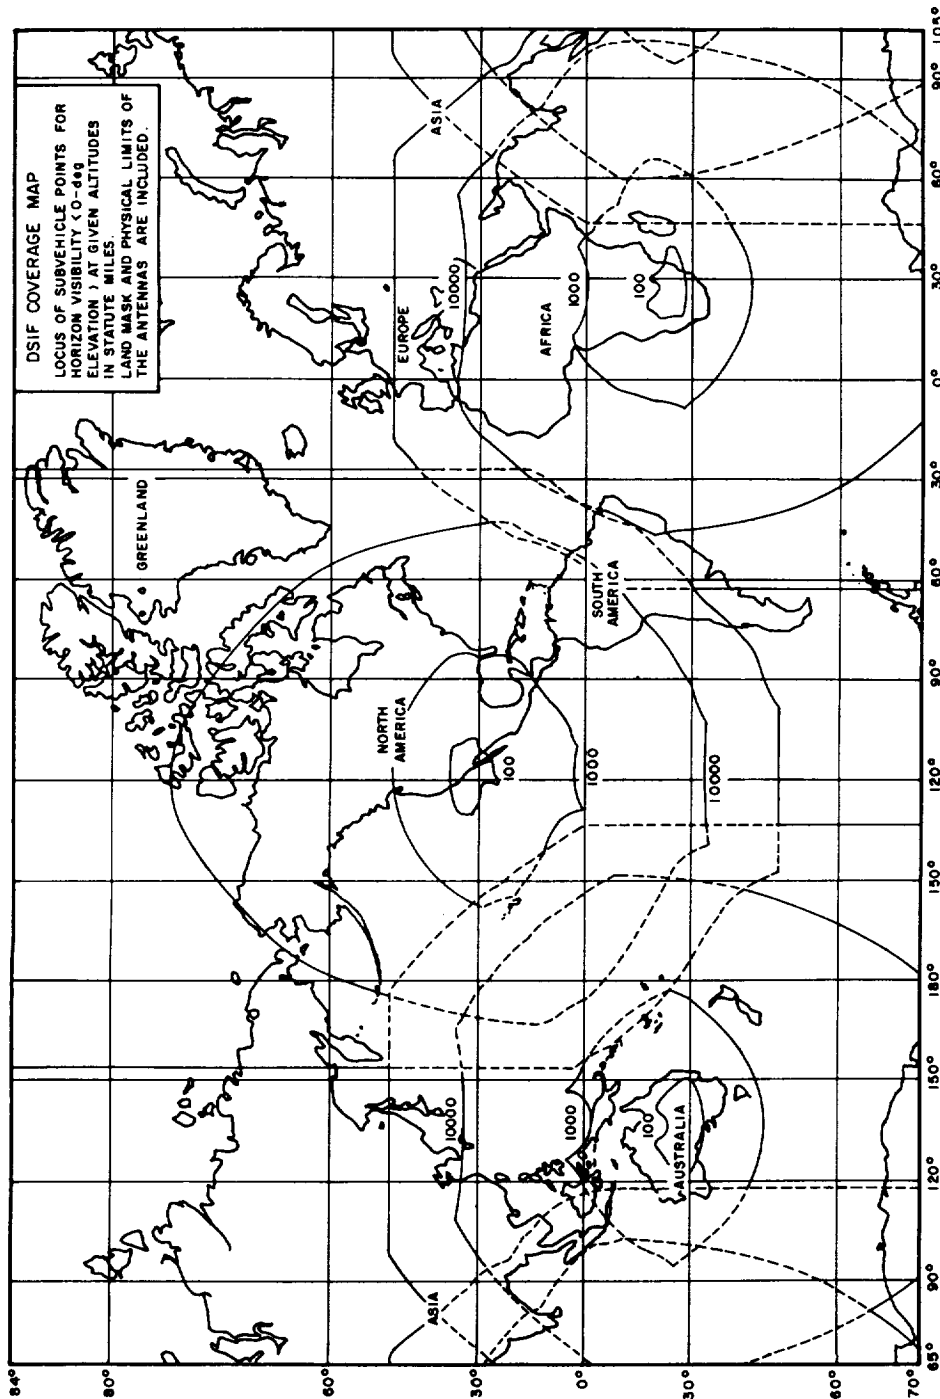 DSIF COVERAGE MAP
LOCUS OF SUBVEHICLE POINTS FOR
HORIZON VISIBILITY (0-deg
ELEVATION ) AT GIVEN ALTITUDES
IN STATUTE MILES.
LAND MASK AND PHYSICAL LIMITS OF
THE ANTENNAS ARE INCLUDED.
84°
80°
60°
30°
0°
30°
60°
70°
GREENLAND
EUROPE
ASIA
NORTH
AMERICA
ASIA
10000
10000
AFRICA
100
1000
1000
SOUTH
AMERICA
1000
100
100
AUSTRALIA
10000
65°
90°
120°
150°
180°
150°
120°
90°
60°
30°
0°
30°
60°
90°
105°